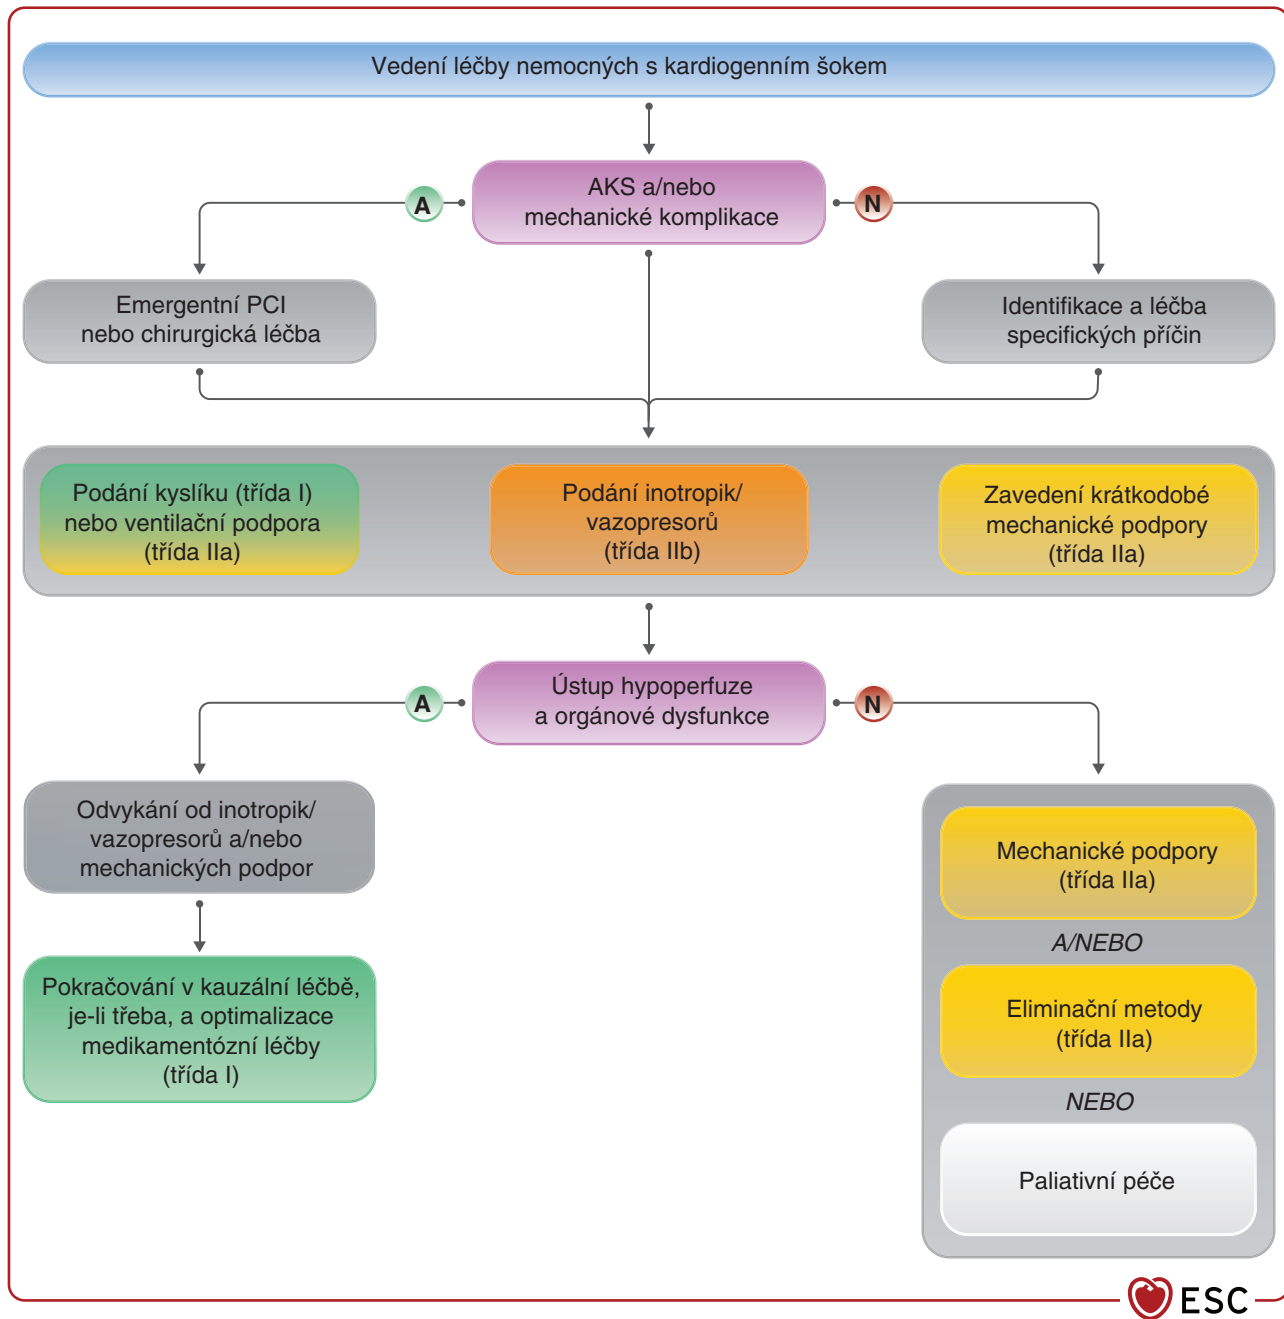 Vedení léčby nemocných s kardiogenním šokem
AKS a/nebo
mechanické komplikace
A
N
Emergentní PCI
nebo chirurgická léčba
Identifikace a léčba
specifických příčin
Podání kyslíku (třída I)
nebo ventilační podpora
(třída IIa)
Podání inotropik/
vazopresorů
(třída IIb)
Zavedení krátkodobé
mechanické podpory
(třída IIa)
Ústup hypoperfuze
a orgánové dysfunkce
A
N
Odvykání od inotropik/
vazopresorů a/nebo
mechanických podpor
Pokračování v kauzální léčbě,
je-li třeba, a optimalizace
medikamentózní léčby
(třída I)
Mechanické podpory
(třída IIa)
A/NEBO
Eliminační metody
(třída IIa)
NEBO
Paliativní péče
ESC